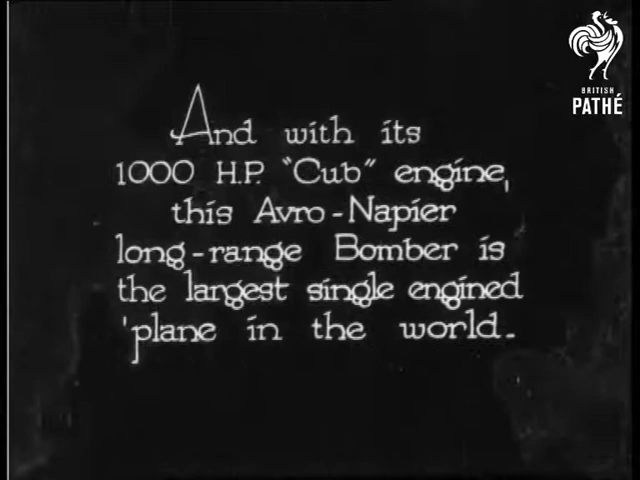 BRITISH
PATHÉ
And with its
1000 H.P. "Cub" engine,
this Avro-Napier
long-range Bomber is
the largest single engined
'plane in the world.